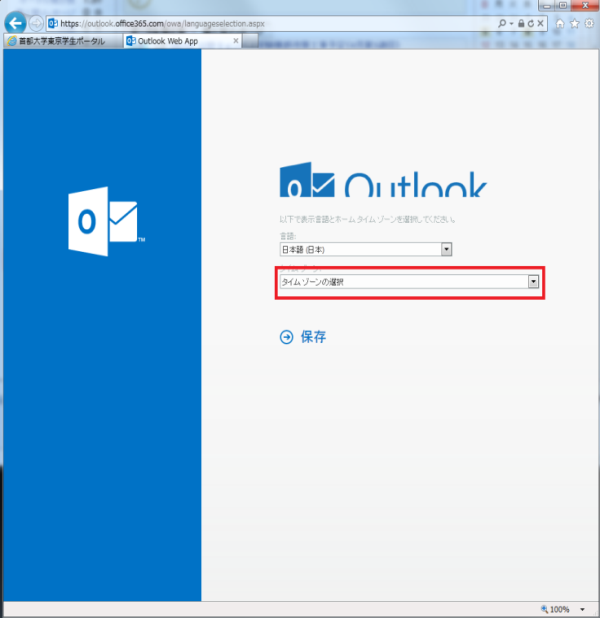 https://outlook.office365.com/owa/languageselection.aspx
首都大学東京学生ポータル
Outlook Web App
Outlook
以下で表示言語とホーム タイム ゾーンを選択してください。
言語:
日本語 (日本)
タイム ゾーンの選択
保存
100%